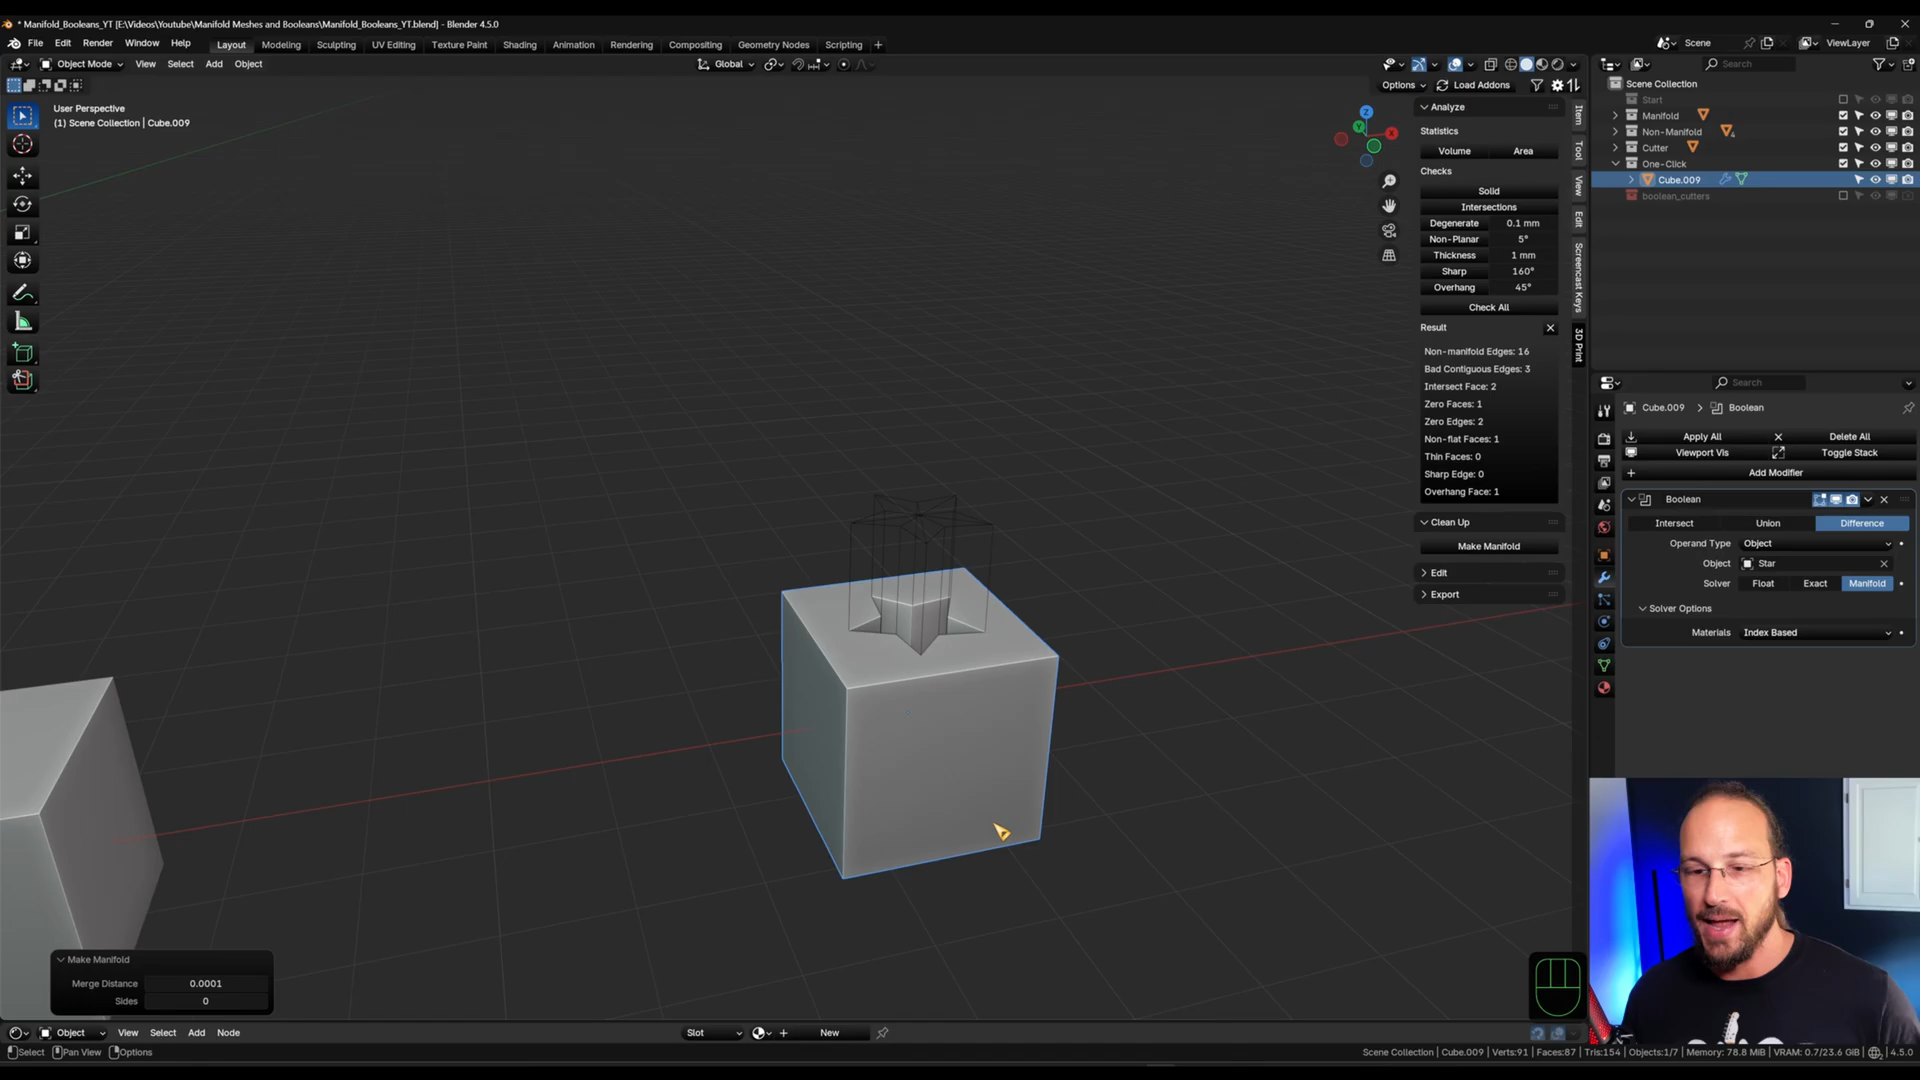 * Manifold_Booleans_YT [E:\Videos\Youtube\Manifold Meshes and Booleans\Manifold_Booleans_YT.blend] - Blender 4.5.0
File Edit Render Window Help Layout Modeling Sculpting UV Editing Texture Paint Shading Animation Rendering Compositing Geometry Nodes Scripting + Scene ViewLayer
Object Mode View Select Add Object Global Search
Options Load Addons
User Perspective
(1) Scene Collection | Cube.009
Analyze
Statistics
Volume Area
Checks
Solid
Intersections
Degenerate 0.1 mm
Non-Planar 5°
Thickness 1 mm
Sharp 160°
Overhang 45°
Check All
Result
Non-manifold Edges: 16
Bad Contiguous Edges: 3
Intersect Face: 2
Zero Faces: 1
Zero Edges: 2
Non-flat Faces: 1
Thin Faces: 0
Sharp Edge: 0
Overhang Face: 1
Clean Up
Make Manifold
Edit
Export
Item
Tool
View
Edit
Screencast Keys
3D Print
Scene Collection
Start
Manifold
Non-Manifold
Cutter
One-Click
Cube.009
boolean_cutters
Search
Cube.009 > Boolean
Apply All Delete All
Viewport Vis Toggle Stack
Add Modifier
Boolean
Intersect Union Difference
Operand Type Object
Object Star
Solver Float Exact Manifold
Solver Options
Materials Index Based
Make Manifold
Merge Distance 0.0001
Sides 0
Object View Select Add Node Slot New
Select Pan View Options Scene Collection | Cube.009 | Verts:91 | Faces:87 | Tris:154 | Objects:1/7 | Memory: 78.8 MiB | VRAM: 0.7/23.6 GiB | 4.5.0